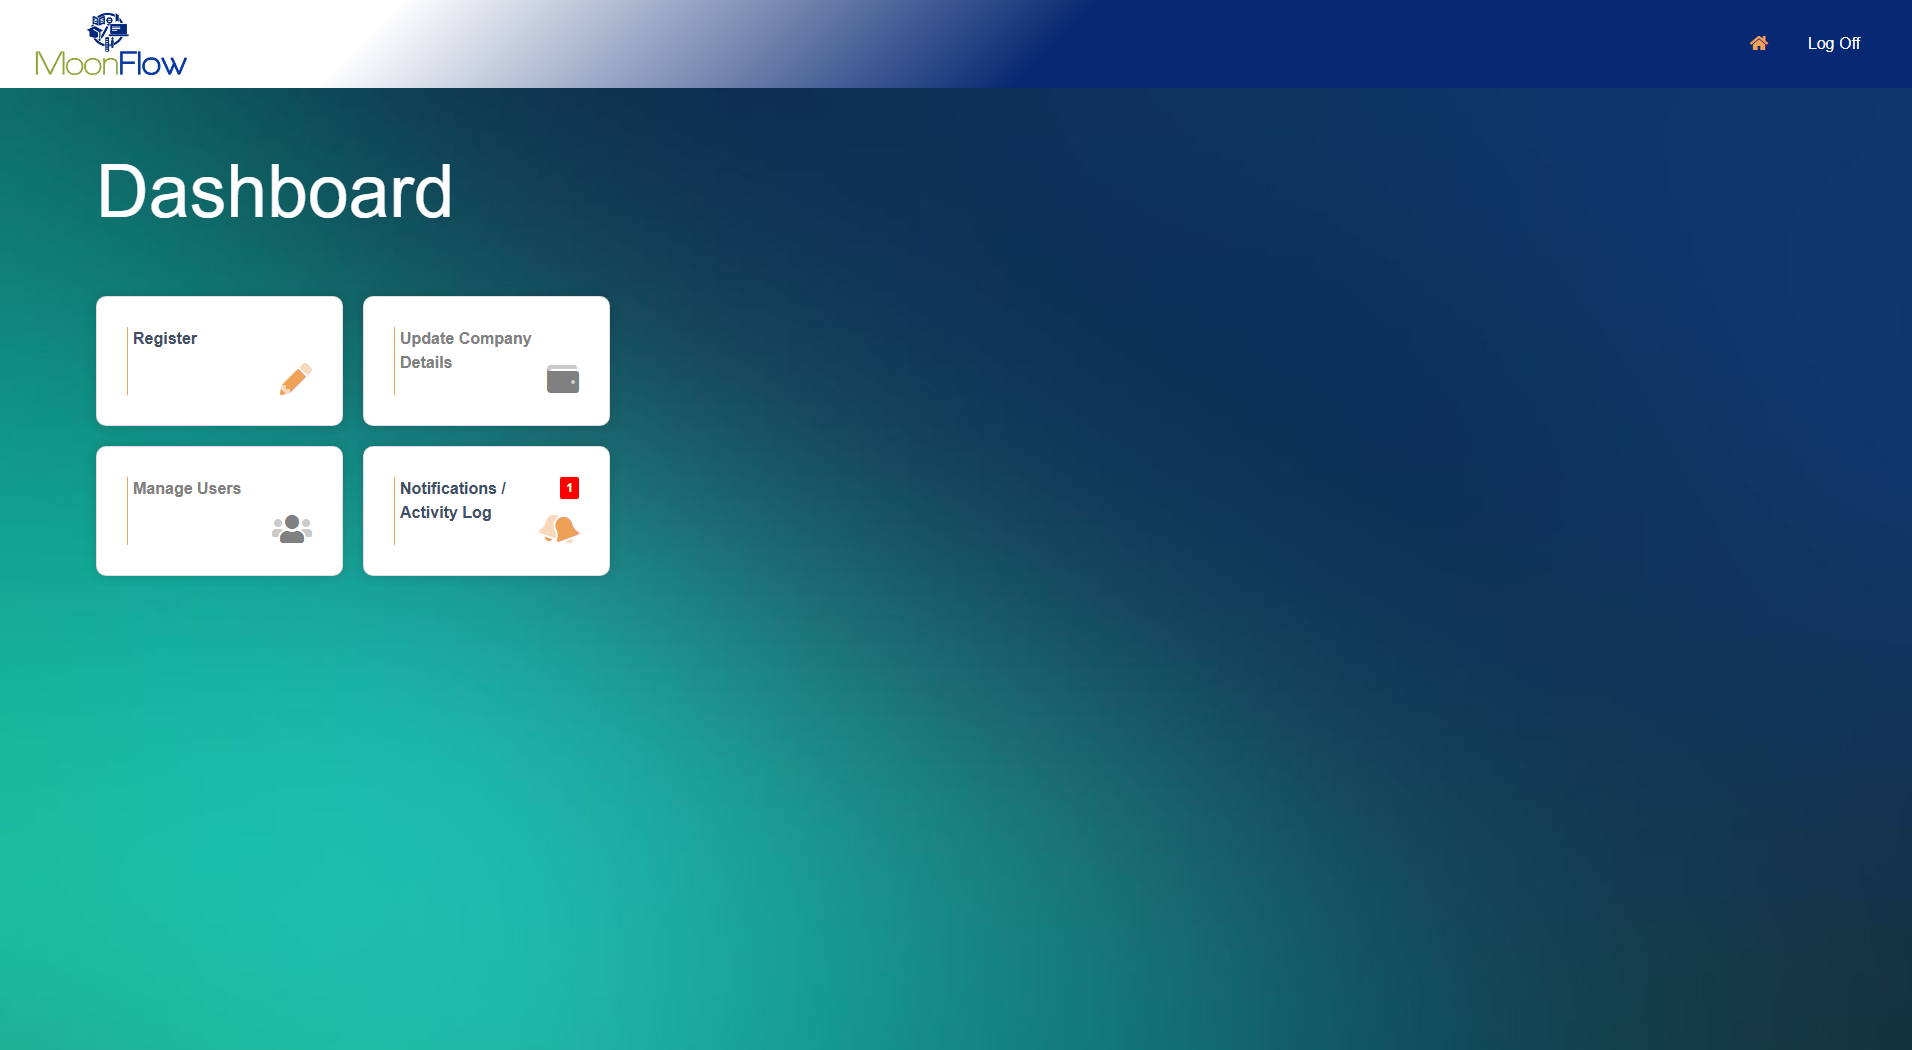 MoonFlow
Log Off
Dashboard
Register
Update Company
Details
Manage Users
Notifications /
Activity Log
1